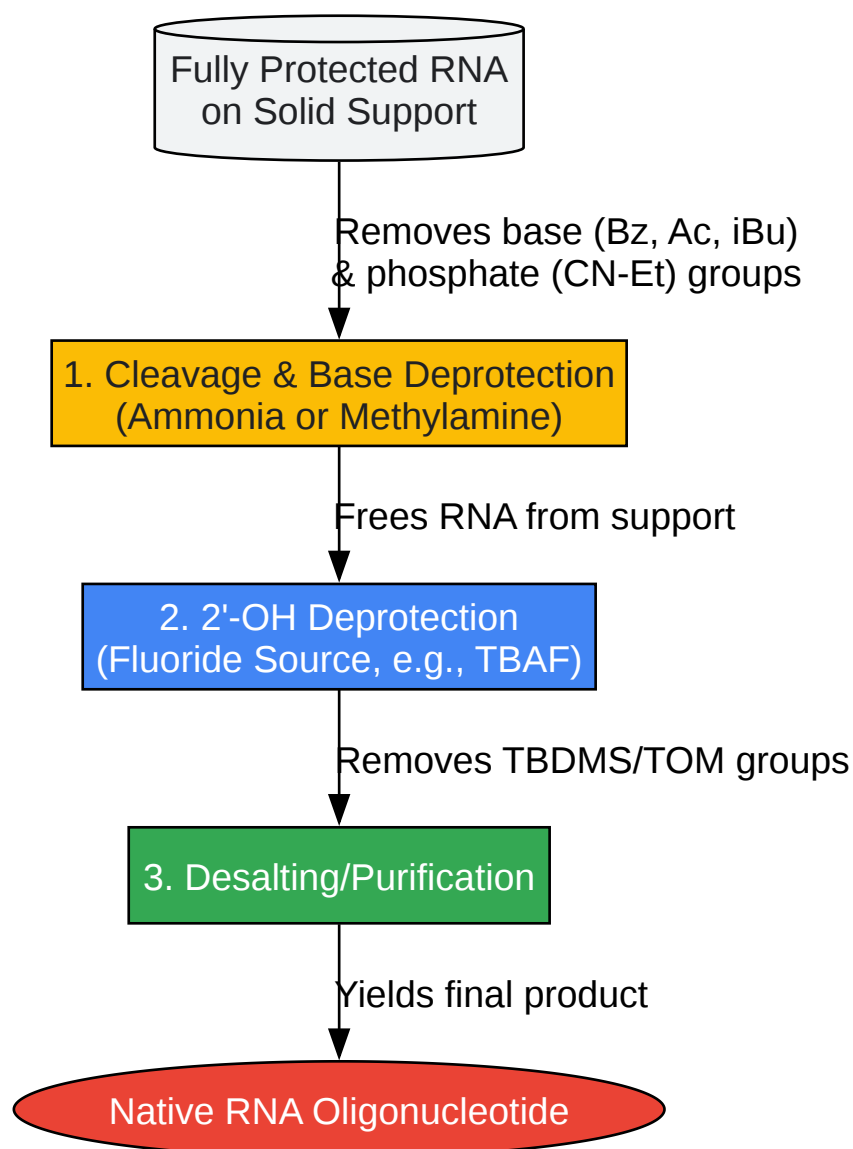 Fully Protected RNA
on Solid Support
Removes base (Bz, Ac, iBu)
& phosphate (CN-Et) groups
1. Cleavage & Base Deprotection
(Ammonia or Methylamine)
Frees RNA from support
2. 2'-OH Deprotection
(Fluoride Source, e.g., TBAF)
Removes TBDMS/TOM groups
3. Desalting/Purification
Yields final product
Native RNA Oligonucleotide